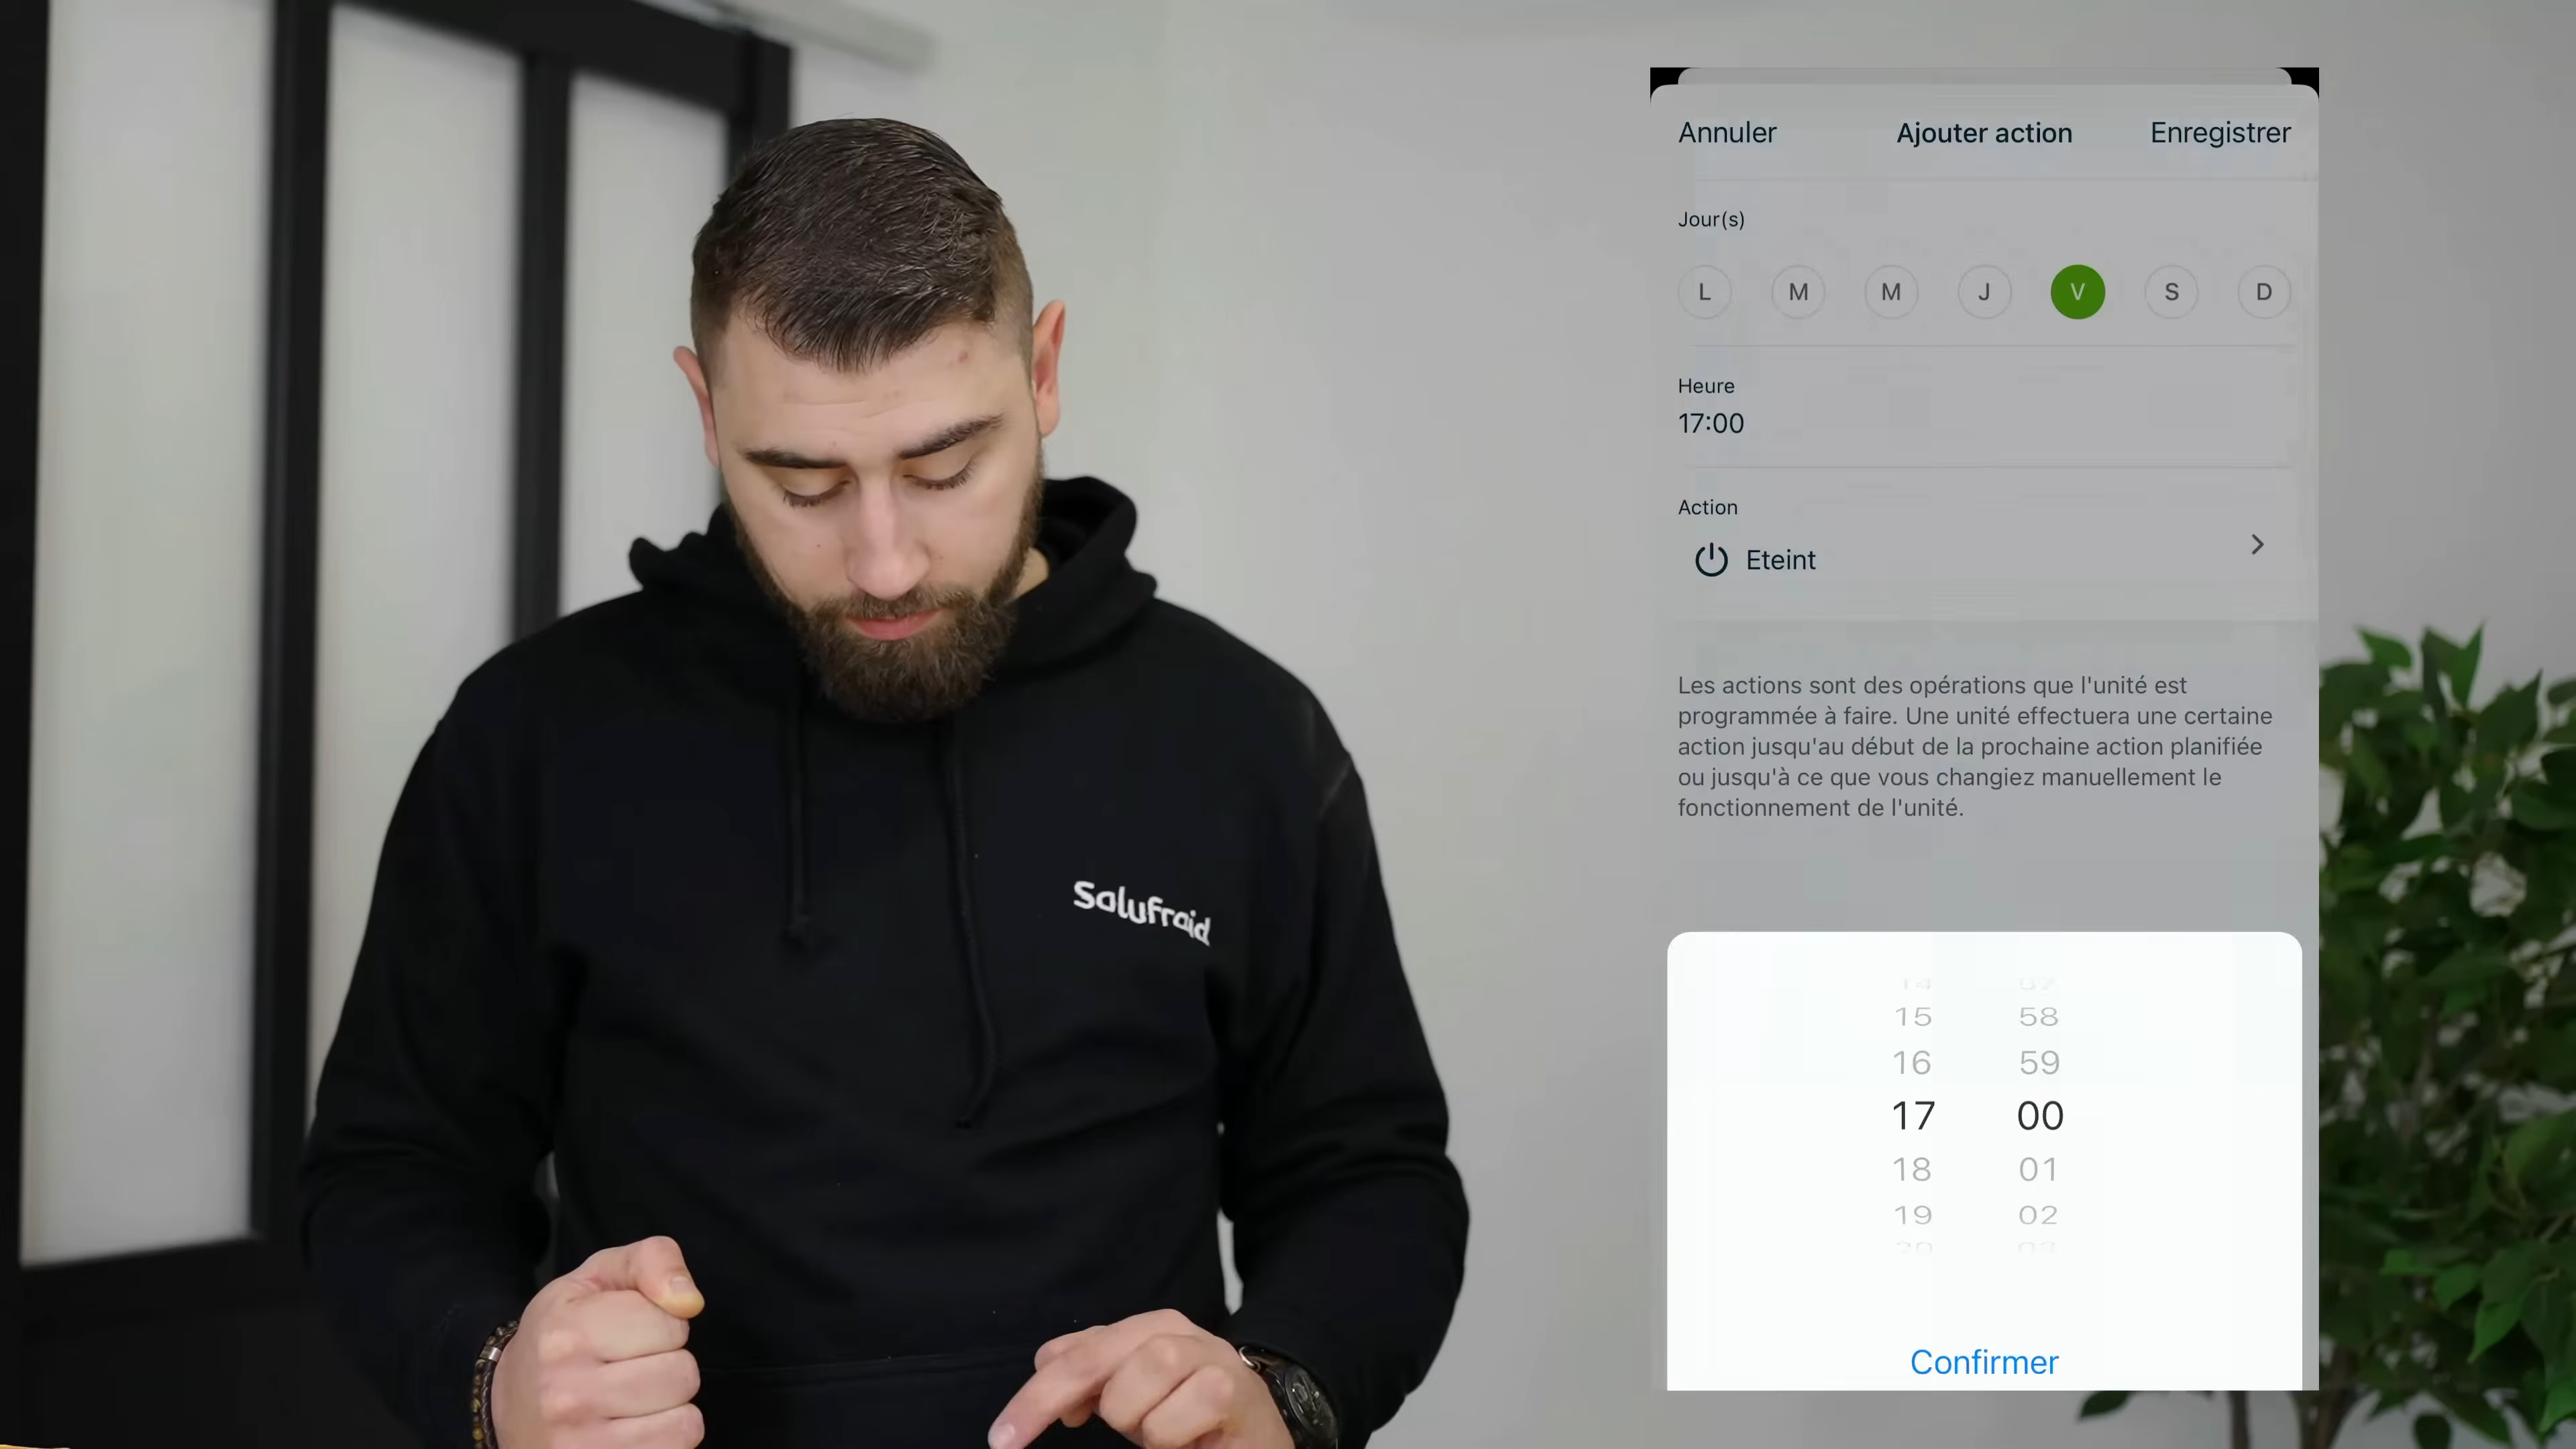 Annuler Ajouter action Enregistrer
Jour(s)
L M M J V S D
Heure
17:00
Action
Eteint
Les actions sont des opérations que l'unité est
programmée à faire. Une unité effectuera une certaine
action jusqu'au début de la prochaine action planifiée
ou jusqu'à ce que vous changiez manuellement le
fonctionnement de l'unité.
15 58
16 59
17 00
18 01
19 02
Confirmer
Salufroid